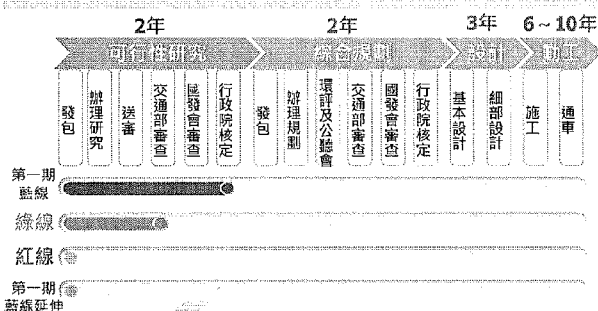 2年 2年 3年 6～10年
可行性研究 綜合規劃 設計 動工
發包 辦理研究 送審 交通部審查 國發會審查 行政院核定 發包 辦理規劃 環評及公聽會 交通部審查 國發會審查 行政院核定 基本設計 細部設計 施工 通車
第一期
藍線
綠線
紅線
第一期
藍線延伸